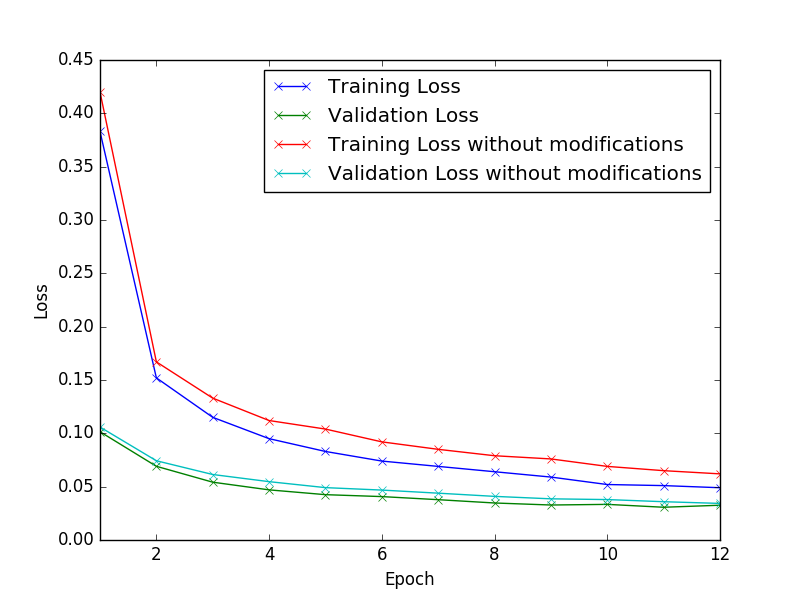 0.45
0.40
0.35
0.30
0.25
0.20
0.15
0.10
0.05
0.00
Loss
Training Loss
Validation Loss
Training Loss without modifications
Validation Loss without modifications
2 4 6 8 10 12
Epoch